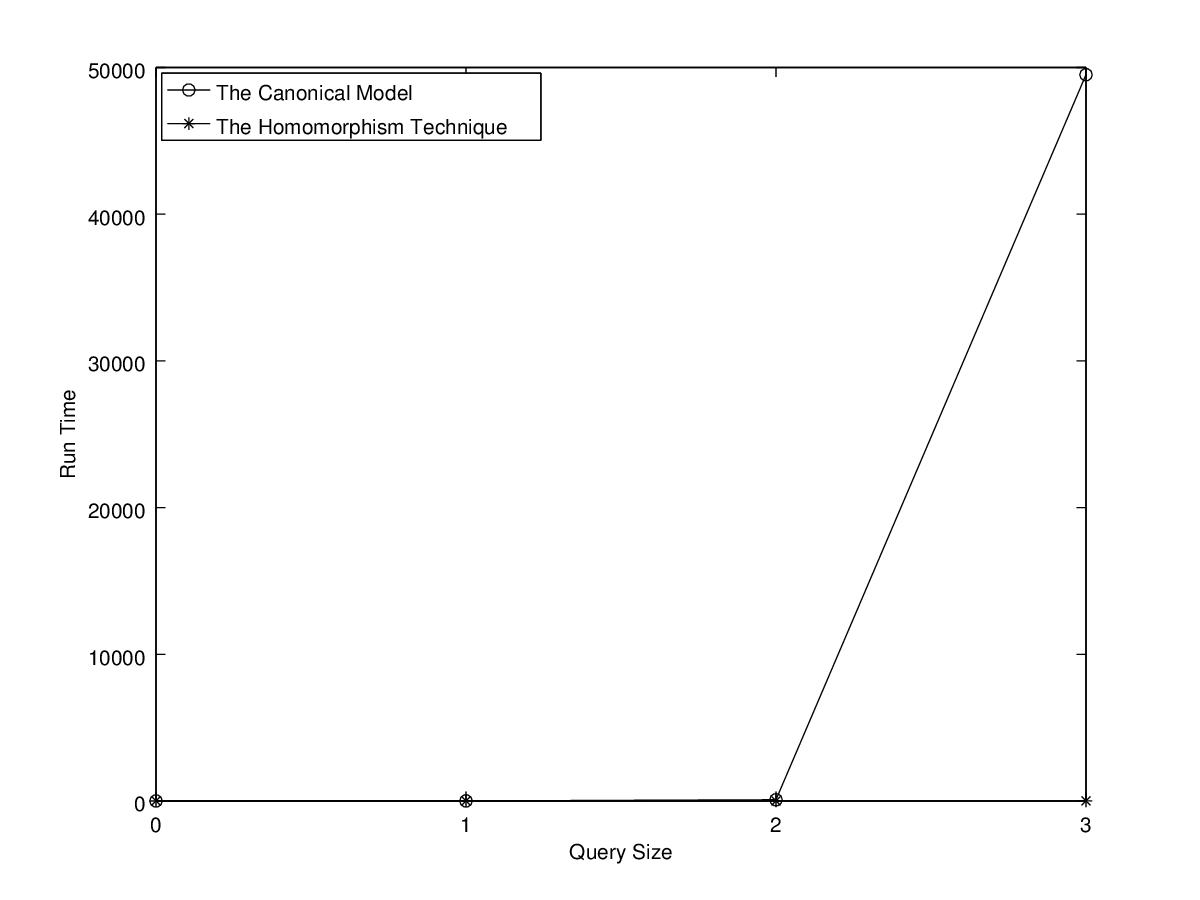 50000
The Canonical Model
The Homomorphism Technique
40000
30000
Run Time
20000
10000
0
0 1 2 3
Query Size